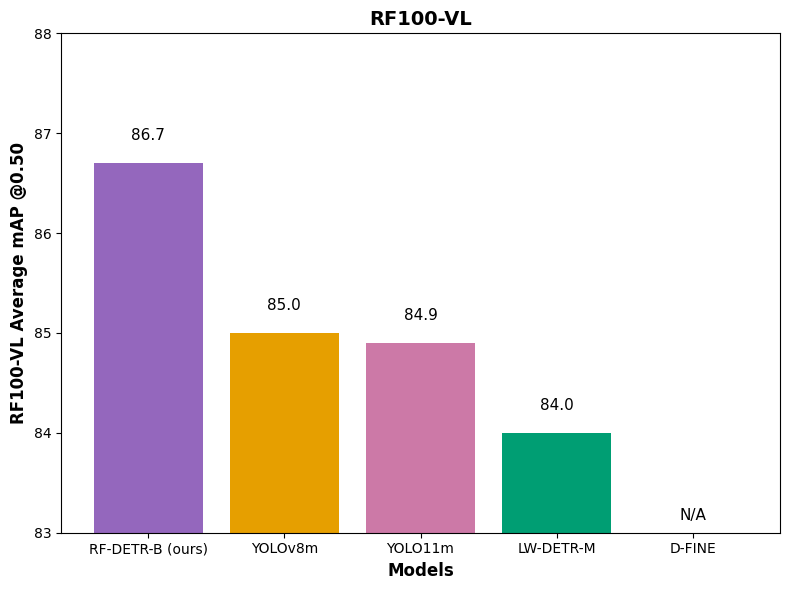 RF100-VL
88
87
86
85
84
83
RF100-VL Average mAP @0.50
86.7
85.0
84.9
84.0
N/A
RF-DETR-B (ours)
YOLOv8m
YOLO11m
LW-DETR-M
D-FINE
Models